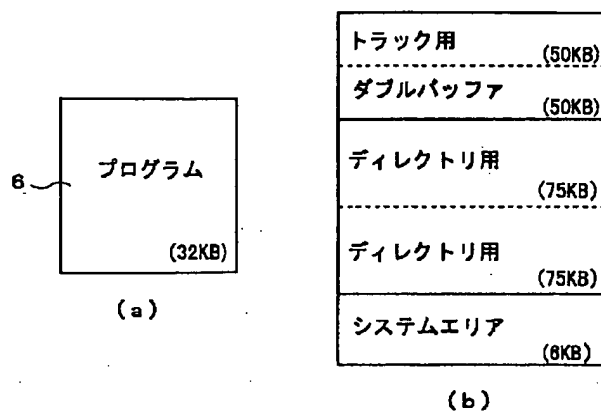 6
プログラム
(32KB)
(a)
トラック用
(50KB)
ダブルバッファ
(50KB)
ディレクトリ用
(75KB)
ディレクトリ用
(75KB)
システムエリア
(6KB)
(b)